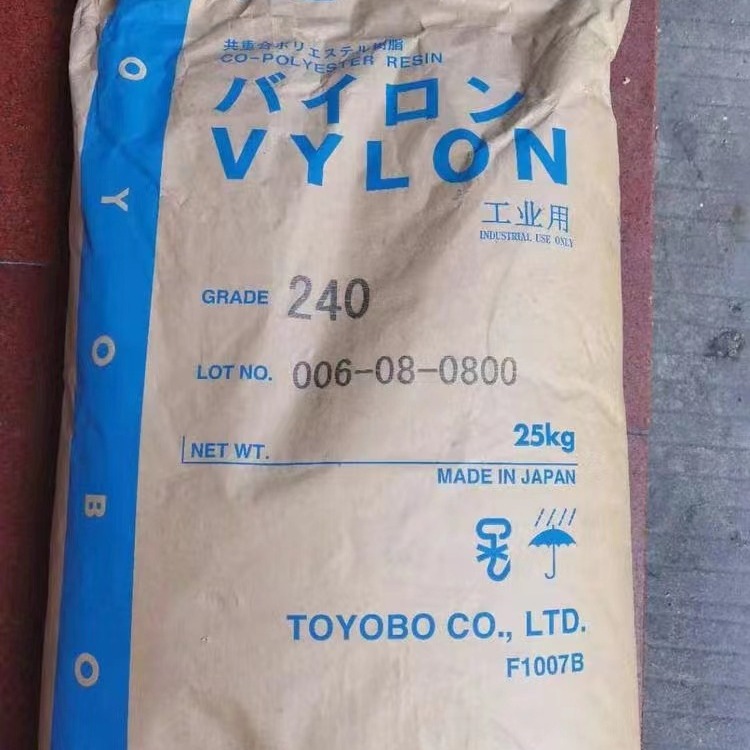 共重合ポリエステル樹脂
CO-POLYESTER RESIN
バイロン
VYLON
工业用
INDUSTRIAL USE ONLY
GRADE 240
LOT NO. 006-08-0800
NET WT. 25kg
MADE IN JAPAN
TOYOBO CO., LTD.
F1007B
OYOBO